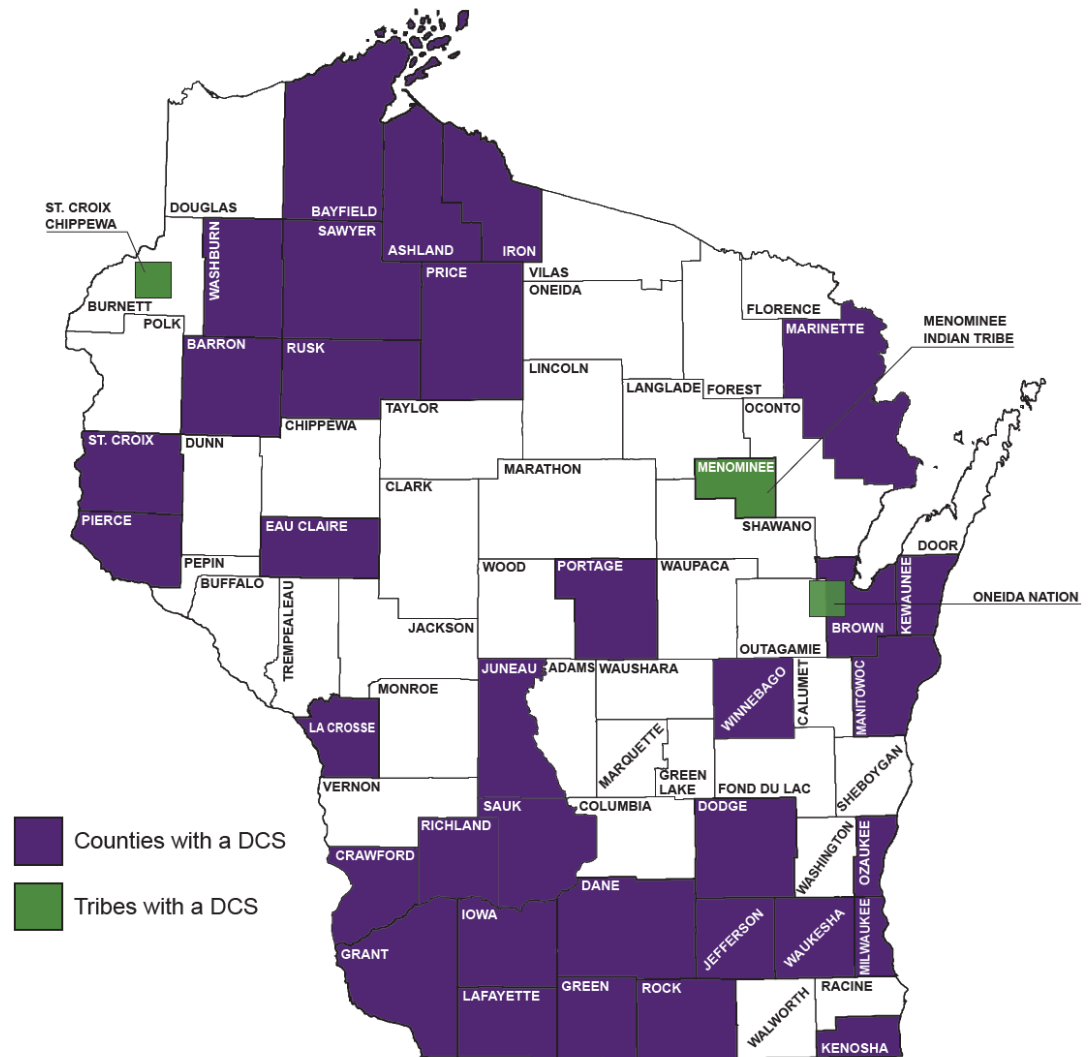 ST. CROIX
CHIPPEWA
DOUGLAS
BAYFIELD
WASHBURN
SAWYER
ASHLAND
IRON
PRICE
VILAS
ONEIDA
BURNETT
POLK
FLORENCE
MARINETTE
MENOMINEE
INDIAN TRIBE
BARRON
RUSK
LINCOLN
LANGLADE
FOREST
TAYLOR
OCONTO
CHIPPEWA
ST. CROIX
DUNN
MARATHON
MENOMINEE
CLARK
PIERCE
EAU CLAIRE
SHAWANO
DOOR
PEPIN
BUFFALO
WOOD
PORTAGE
WAUPACA
KEWAUNEE
ONEIDA NATION
BROWN
TREMPEALEAU
JACKSON
OUTAGAMIE
JUNEAU
ADAMS
WAUSHARA
WINNEBAGO
CALUMET
MANITOWOC
MONROE
LA CROSSE
MARQUETTE
GREEN
LAKE
FOND DU LAC
SHEBOYGAN
VERNON
SAUK
COLUMBIA
DODGE
RICHLAND
WASHINGTON
OZAUKEE
Counties with a DCS
CRAWFORD
DANE
Tribes with a DCS
IOWA
JEFFERSON
WAUKESHA
MILWAUKEE
GRANT
LAFAYETTE
GREEN
ROCK
WALWORTH
RACINE
KENOSHA